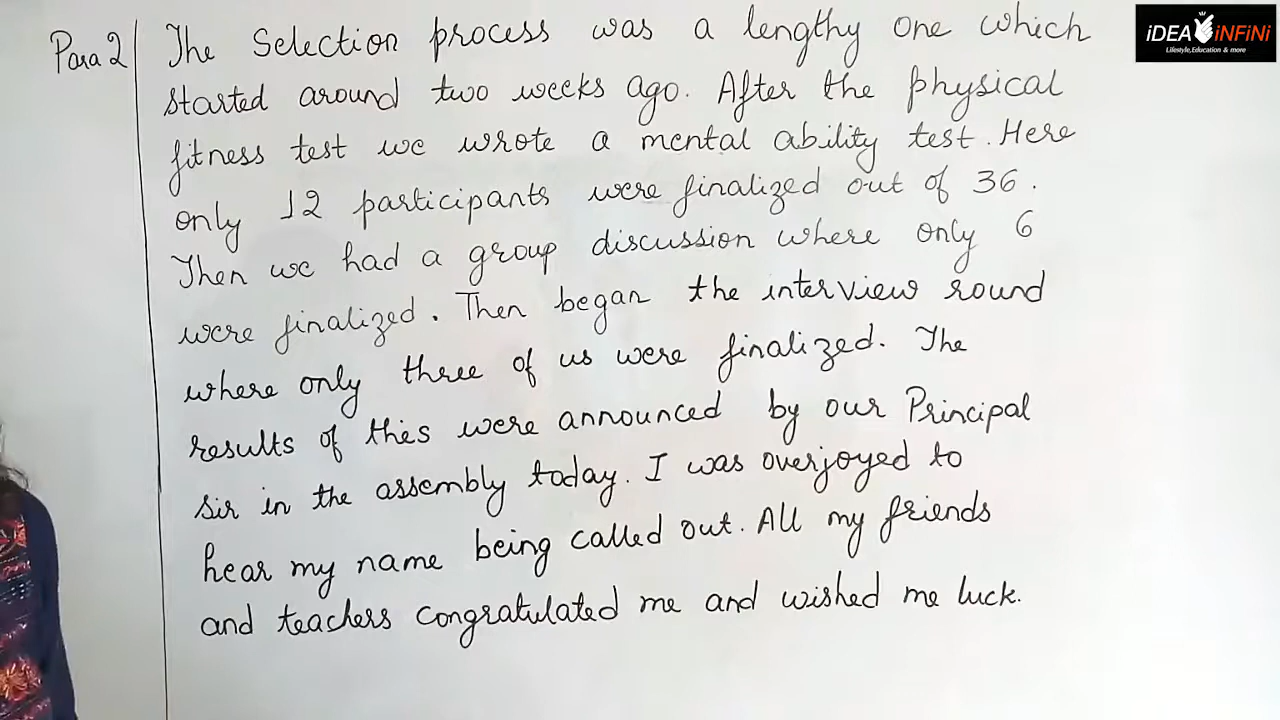 Para 2
The Selection process was a lengthy one which
started around two weeks ago. After the physical
fitness test we wrote a mental ability test. Here
only 12 participants were finalized out of 36.
Then we had a group discussion where only 6
were finalized. Then began the interview round
where only three of us were finalized. The
results of this were announced by our Principal
sir in the assembly today. I was overjoyed to
hear my name being called out. All my friends
and teachers congratulated me and wished me luck.
iDEA iNFiNi
Lifestyle,Education & more